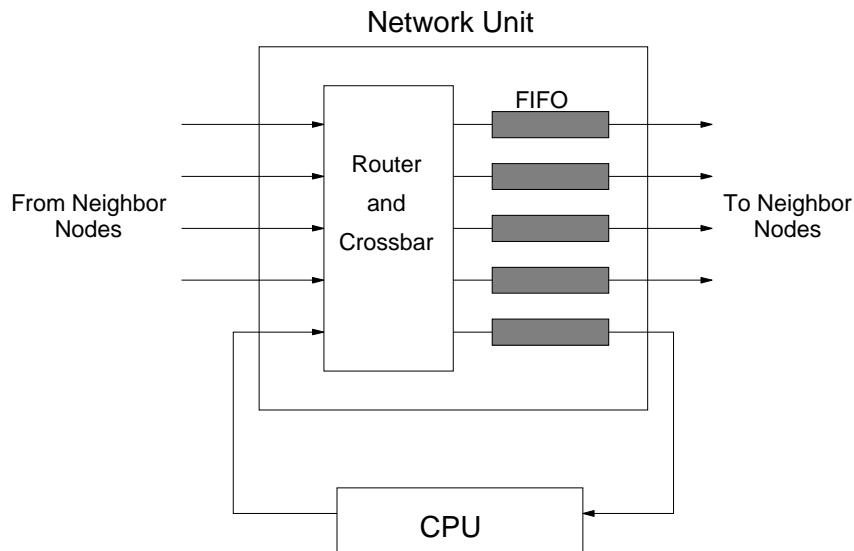 Network Unit
FIFO
Router
and
Crossbar
From Neighbor
Nodes
To Neighbor
Nodes
CPU